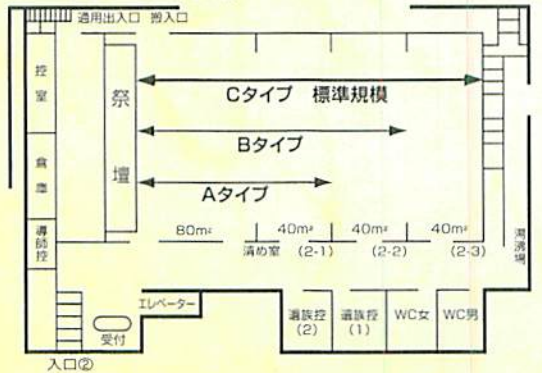 通用出入口 搬入口
控室
倉庫
導師控
祭壇
Cタイプ 標準規模
Bタイプ
Aタイプ
80m² 40m² 40m² 40m²
清め室 (2-1) (2-2) (2-3)
湯沸場
エレベーター
受付
遺族控
(2)
遺族控
(1)
WC女
WC男
入口②